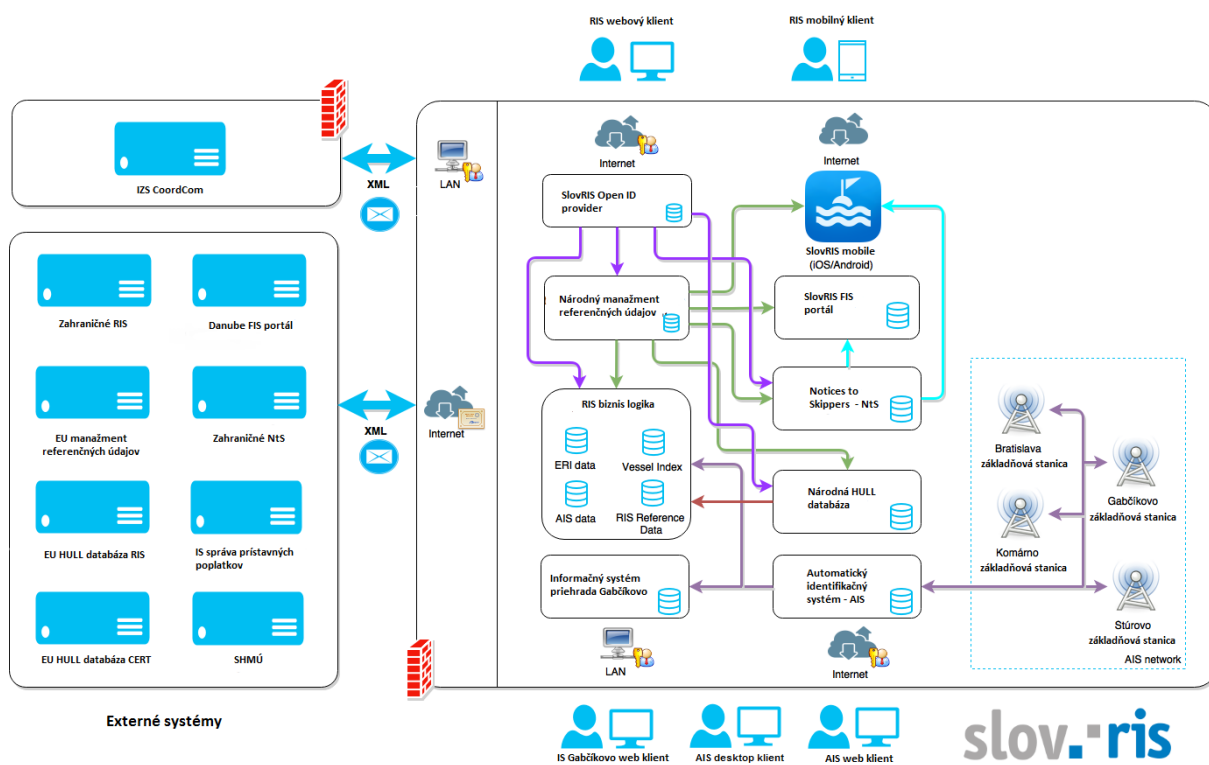 RIS webový klient
RIS mobilný klient
IZS CoordCom
XML
LAN
Internet
Internet
SlovRIS Open ID
provider
SlovRIS mobile
(iOS/Android)
Zahraničné RIS
Danube FIS portál
Národný manažment
referenčných údajov
SlovRIS FIS
portál
EU manažment
referenčných údajov
Zahraničné NtS
XML
Internet
RIS biznis logika
ERI data
Vessel Index
AIS data
RIS Reference
Data
Notices to
Skippers - NtS
Bratislava
základňová stanica
Gabčíkovo
základňová stanica
Národná HULL
databáza
Komárno
základňová stanica
EU HULL databáza RIS
IS správa prístavných
poplatkov
Informačný systém
priehrada Gabčíkovo
Automatický
identifikačný
systém - AIS
Štúrovo
základňová stanica
AIS network
EU HULL databáza CERT
SHMÚ
LAN
Internet
Externé systémy
IS Gabčíkovo web klient
AIS desktop klient
AIS web klient
slov ris